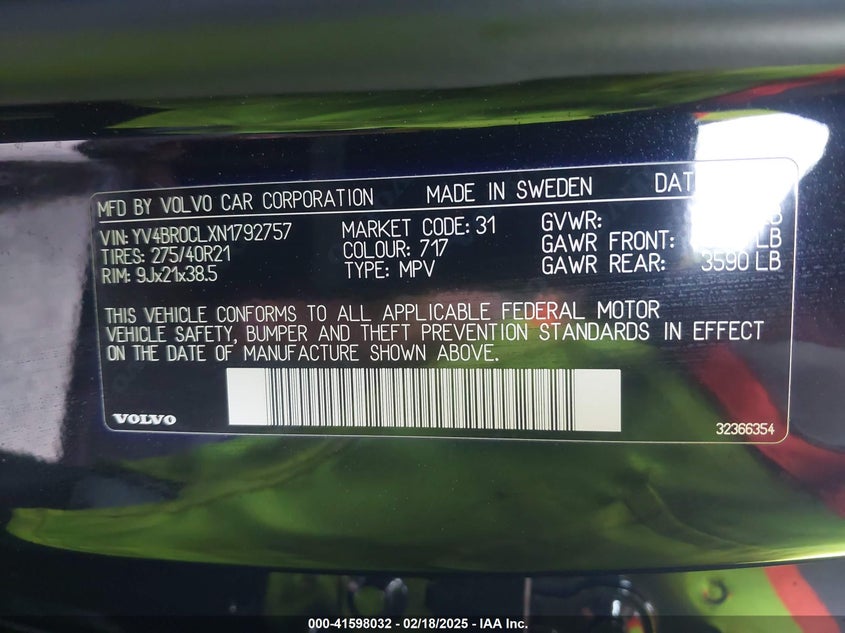 MFD BY VOLVO CAR CORPORATION MADE IN SWEDEN DAT
VIN: YV4BR0CLXN1792757 MARKET CODE: 31 GVWR:
TIRES: 275/40R21 COLOUR: 717 GAWR FRONT: LB
RIM: 9Jx21x38.5 TYPE: MPV GAWR REAR: 3590 LB
THIS VEHICLE CONFORMS TO ALL APPLICABLE FEDERAL MOTOR
VEHICLE SAFETY, BUMPER AND THEFT PREVENTION STANDARDS IN EFFECT
ON THE DATE OF MANUFACTURE SHOWN ABOVE.
VOLVO 32366354
000-41598032 - 02/18/2025 - IAA Inc.